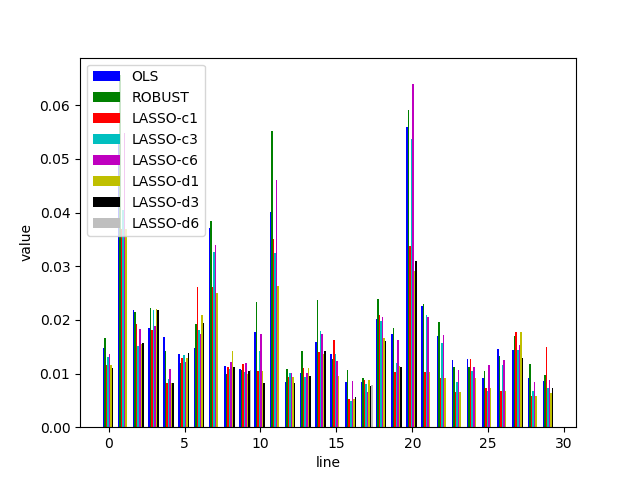 OLS
ROBUST
LASSO-c1
LASSO-c3
LASSO-c6
LASSO-d1
LASSO-d3
LASSO-d6
value
0.06
0.05
0.04
0.03
0.02
0.01
0.00
0 5 10 15 20 25 30
line